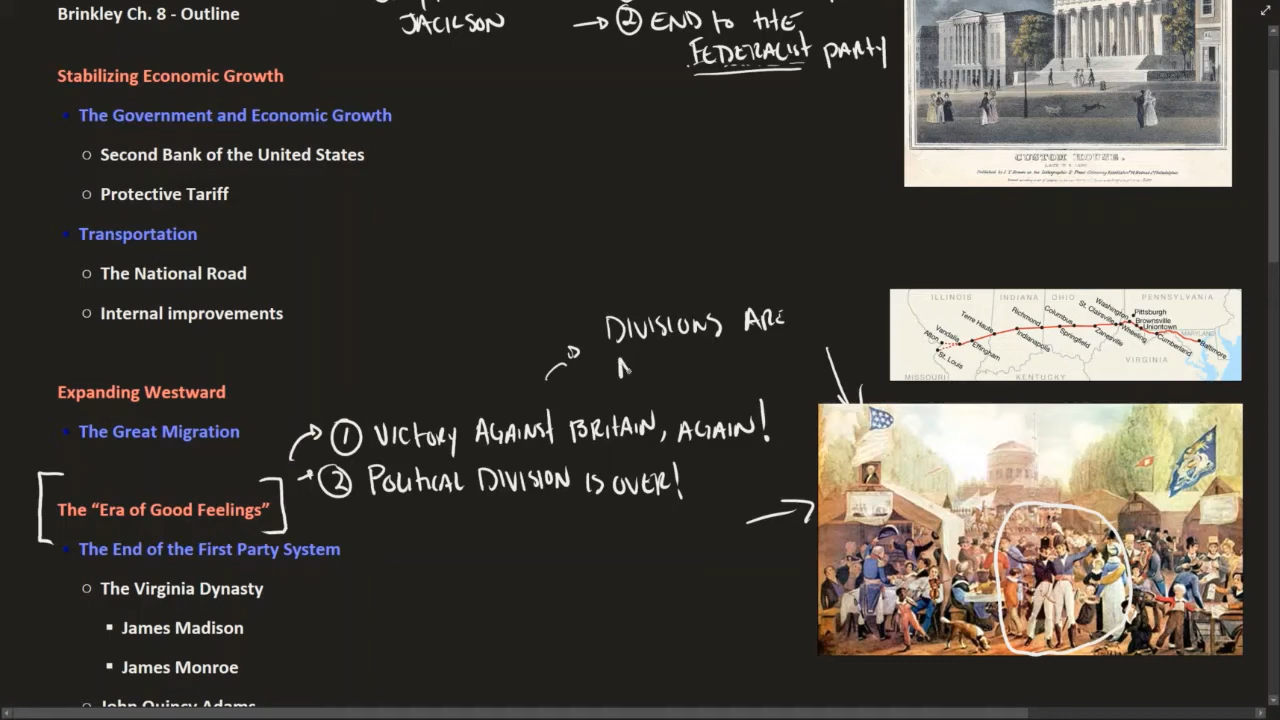 Brinkley Ch. 8 - Outline
JACKSON
→ ② END to tHE
FEDERALIST PARTY
Stabilizing Economic Growth
The Government and Economic Growth
Second Bank of the United States
Protective Tariff
Transportation
The National Road
Internal improvements
CUSTOM HOUSE.
DIVISIONS ARE
ILLINOIS INDIANA OHIO PENNSYLVANIA
Washington Pittsburgh
St. Clairsville Brownsville
Columbus Uniontown
Richmond Wheeling MARYLAND
Terre Haute Zanesville Cumberland
Vandalia Indianapolis Springfield Baltimore
Alton Effingham
St. Louis VIRGINIA
MISSOURI KENTUCKY
Expanding Westward
The Great Migration
① VICTORY AGAINST BRITAIN, AGAIN!
② POLITICAL DIVISION IS OVER!
The “Era of Good Feelings”
The End of the First Party System
The Virginia Dynasty
James Madison
James Monroe
John Quincy Adams